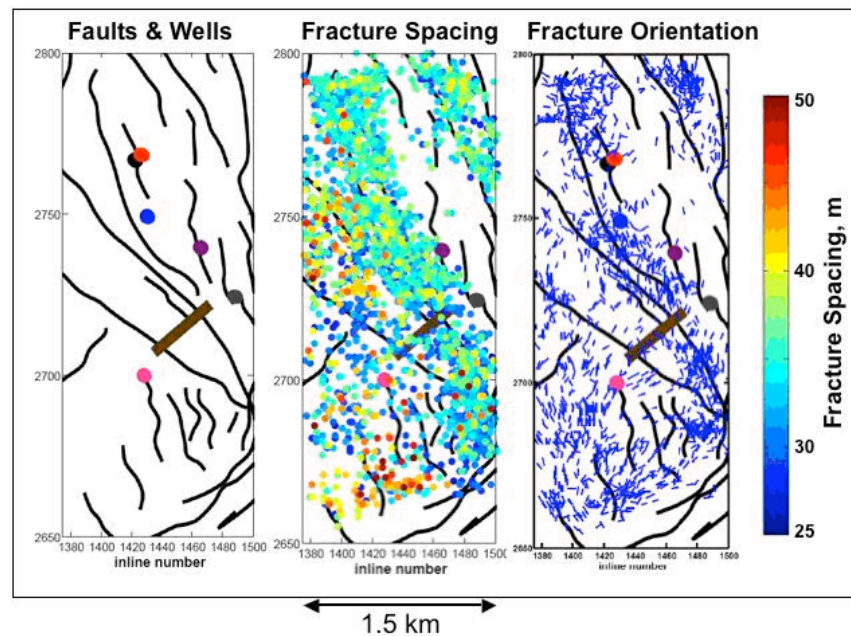 Faults & Wells
Fracture Spacing
Fracture Orientation
2800
2750
2700
2650
1380 1400 1420 1440 1460 1480 1500
inline number
2800
2750
2700
2650
1380 1400 1420 1440 1460 1480 1500
inline number
2800
2750
2700
2650
1380 1400 1420 1440 1460 1480 1500
inline number
50
40
30
25
Fracture Spacing, m
1.5 km